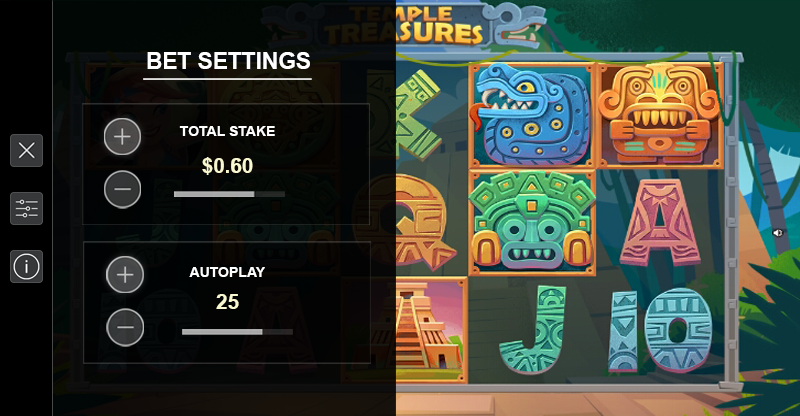 TEMPLE
TREASURES
BET SETTINGS
TOTAL STAKE
$0.60
AUTOPLAY
25
K
Q
A
J
10